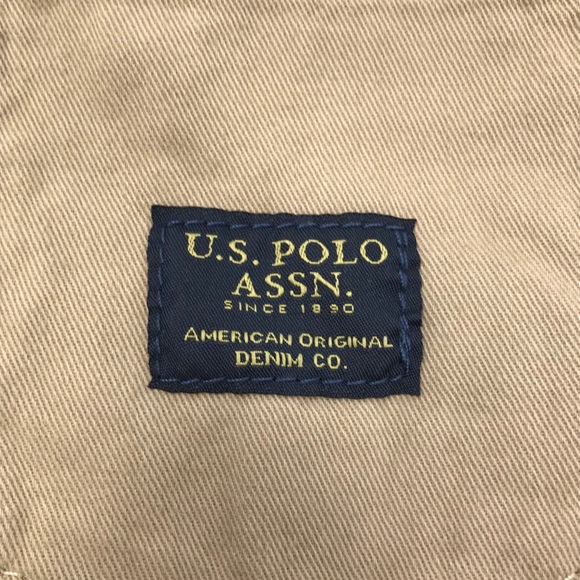 U.S. POLO
ASSN.
SINCE 1890
AMERICAN ORIGINAL
DENIM CO.